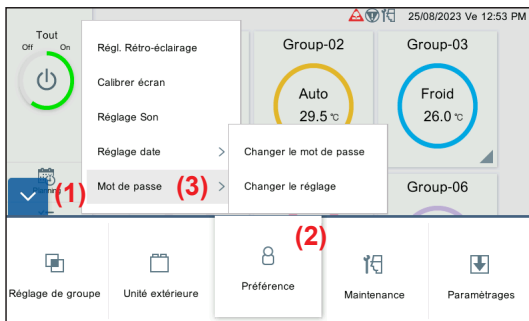 25/08/2023 Ve 12:53 PM
Tout
Off On
Régl. Rétro-éclairage
Calibrer écran
Réglage Son
Réglage date >
Mot de passe (3) >
Group-02
Auto
29.5 °C
Group-03
Froid
26.0 °C
Changer le mot de passe
Changer le réglage
Group-06
(1)
(2)
Réglage de groupe
Unité extérieure
Préférence
Maintenance
Paramètrages